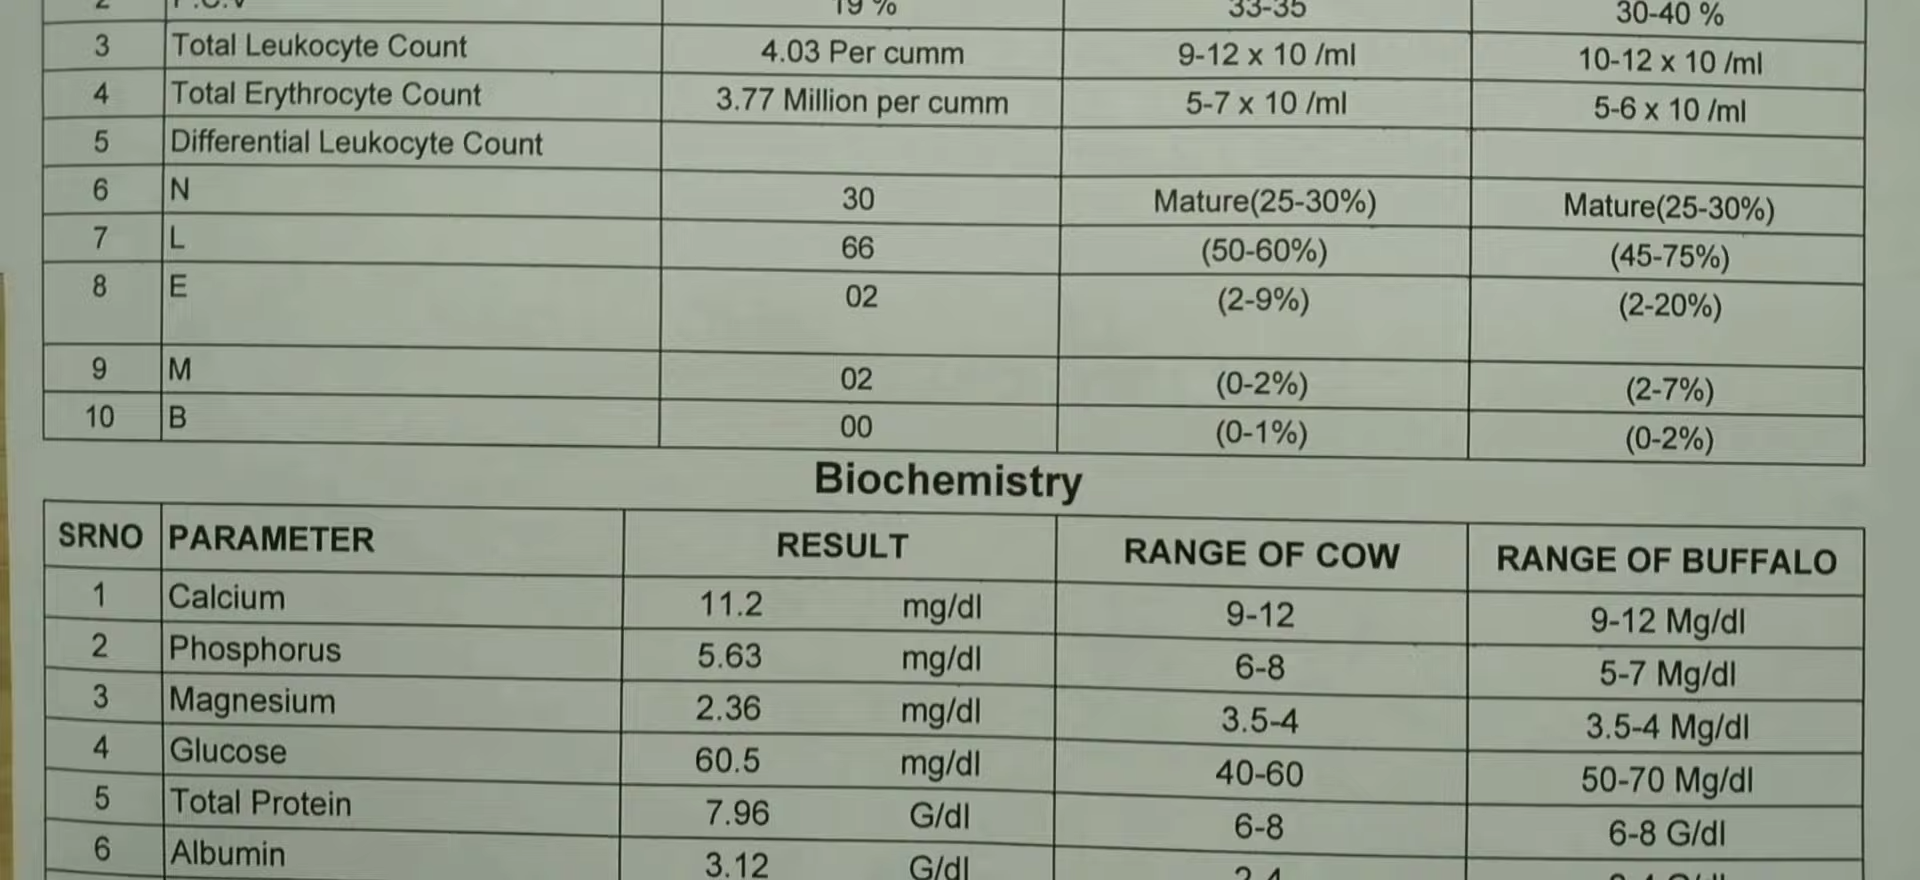 2 P.C.V 19 % 33-35 30-40 %
3 Total Leukocyte Count 4.03 Per cumm 9-12 x 10 /ml 10-12 x 10 /ml
4 Total Erythrocyte Count 3.77 Million per cumm 5-7 x 10 /ml 5-6 x 10 /ml
5 Differential Leukocyte Count
6 N 30 Mature(25-30%) Mature(25-30%)
7 L 66 (50-60%) (45-75%)
8 E 02 (2-9%) (2-20%)
9 M 02 (0-2%) (2-7%)
10 B 00 (0-1%) (0-2%)
Biochemistry
SRNO PARAMETER RESULT RANGE OF COW RANGE OF BUFFALO
1 Calcium 11.2 mg/dl 9-12 9-12 Mg/dl
2 Phosphorus 5.63 mg/dl 6-8 5-7 Mg/dl
3 Magnesium 2.36 mg/dl 3.5-4 3.5-4 Mg/dl
4 Glucose 60.5 mg/dl 40-60 50-70 Mg/dl
5 Total Protein 7.96 G/dl 6-8 6-8 G/dl
6 Albumin 3.12 G/dl